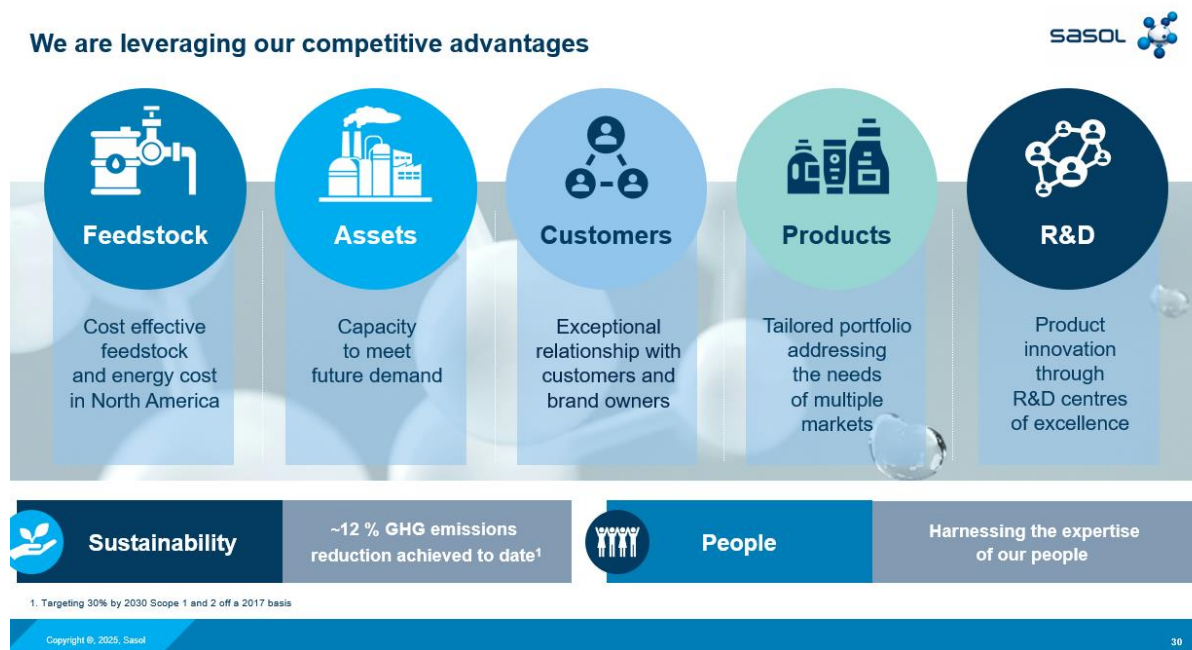 We are leveraging our competitive advantages
sasol
Feedstock
Cost effective
feedstock
and energy cost
in North America
Assets
Capacity
to meet
future demand
Customers
Exceptional
relationship with
customers and
brand owners
Products
Tailored portfolio
addressing
the needs
of multiple
markets
R&D
Product
innovation
through
R&D centres
of excellence
Sustainability
~12 % GHG emissions
reduction achieved to date¹
People
Harnessing the expertise
of our people
1. Targeting 30% by 2030 Scope 1 and 2 off a 2017 basis
Copyright ©, 2025, Sasol
30